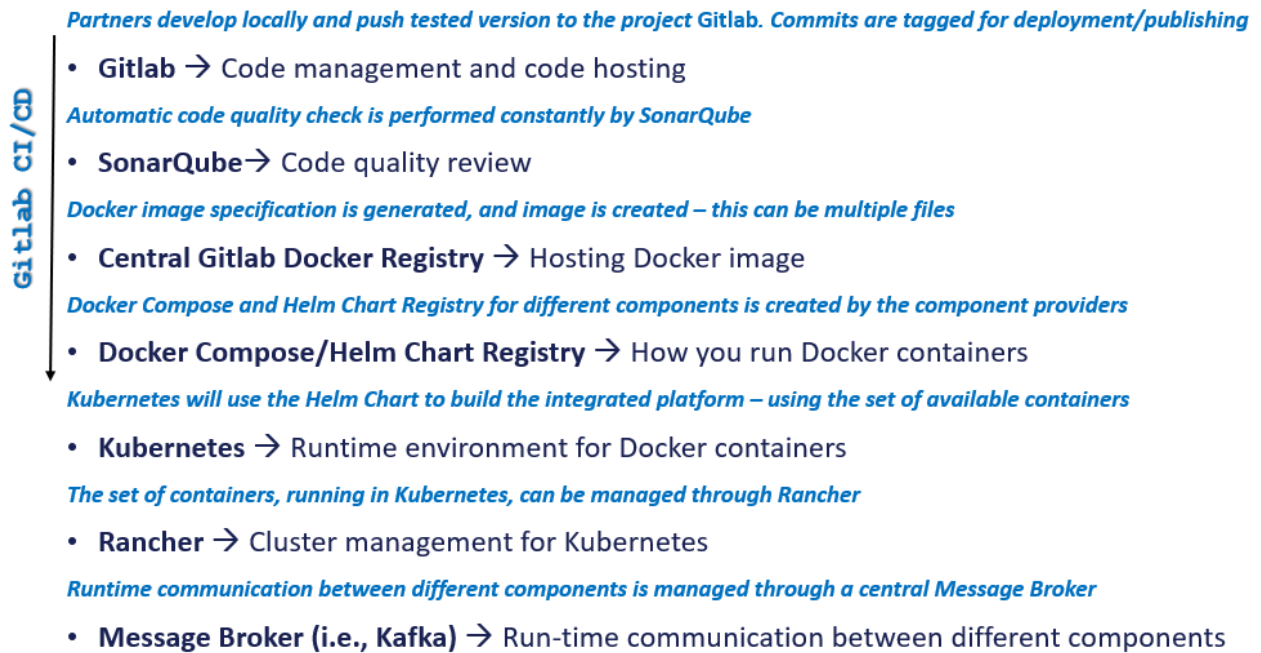 Partners develop locally and push tested version to the project Gitlab. Commits are tagged for deployment/publishing
Gitlab CI/CD
• Gitlab → Code management and code hosting
Automatic code quality check is performed constantly by SonarQube
• SonarQube→ Code quality review
Docker image specification is generated, and image is created – this can be multiple files
• Central Gitlab Docker Registry → Hosting Docker image
Docker Compose and Helm Chart Registry for different components is created by the component providers
• Docker Compose/Helm Chart Registry → How you run Docker containers
Kubernetes will use the Helm Chart to build the integrated platform – using the set of available containers
• Kubernetes → Runtime environment for Docker containers
The set of containers, running in Kubernetes, can be managed through Rancher
• Rancher → Cluster management for Kubernetes
Runtime communication between different components is managed through a central Message Broker
• Message Broker (i.e., Kafka) → Run-time communication between different components